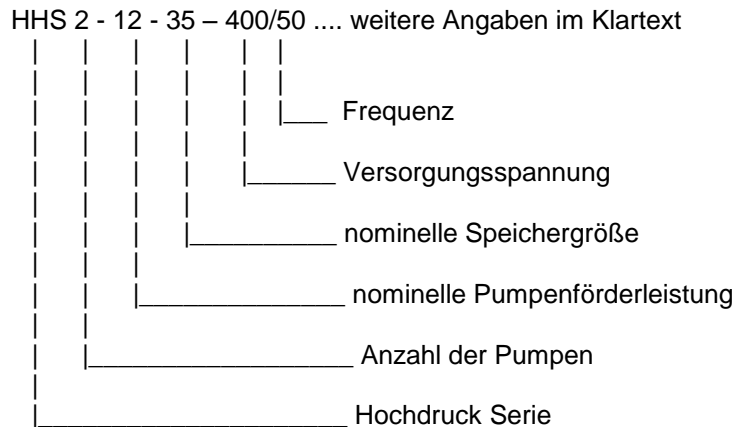 HHS 2 - 12 - 35 – 400/50 .... weitere Angaben im Klartext
Frequenz
Versorgungsspannung
nominelle Speichergröße
nominelle Pumpenförderleistung
Anzahl der Pumpen
Hochdruck Serie